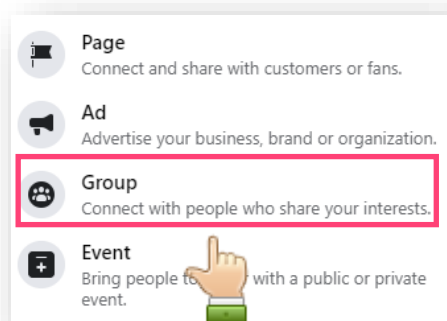 Page
Connect and share with customers or fans.
Ad
Advertise your business, brand or organization.
Group
Connect with people who share your interests.
Event
Bring people with a public or private
event.